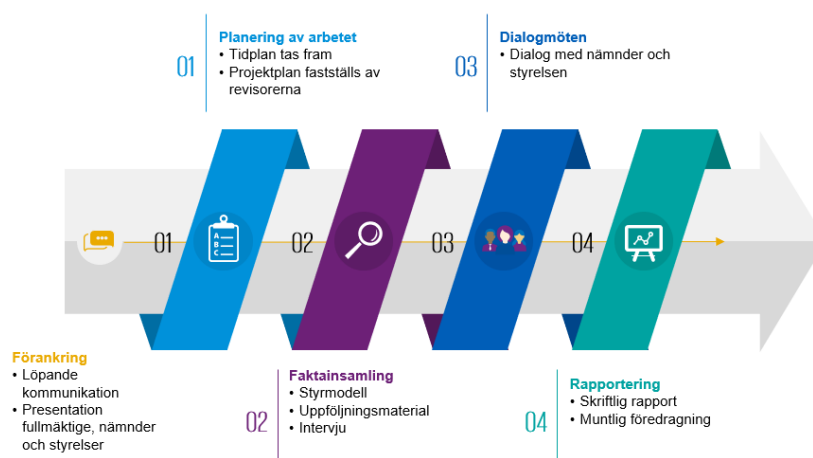 01
Planering av arbetet
• Tidplan tas fram
• Projektplan fastställs av
revisorerna
03
Dialogmöten
• Dialog med nämnder och
styrelsen
01
A
B
C
02
03
04
Förankring
• Löpande
kommunikation
• Presentation
fullmäktige, nämnder
och styrelser
02
Faktainsamling
• Styrmodell
• Uppföljningsmaterial
• Intervju
04
Rapportering
• Skriftlig rapport
• Muntlig föredragning